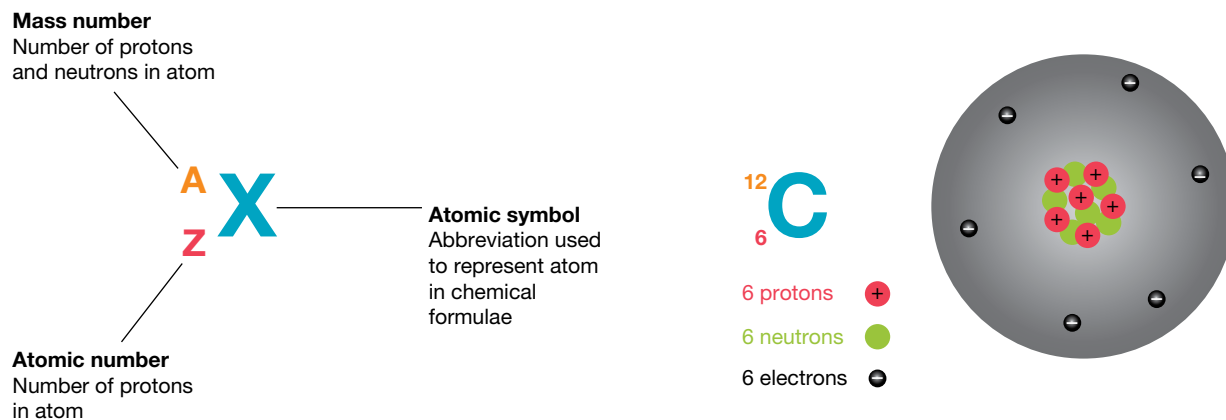 Mass number
Number of protons
and neutrons in atom
A
X
Z
Atomic symbol
Abbreviation used
to represent atom
in chemical
formulae
Atomic number
Number of protons
in atom
12
C
6
6 protons +
6 neutrons
6 electrons −
+ + + + + +
− − − − − −